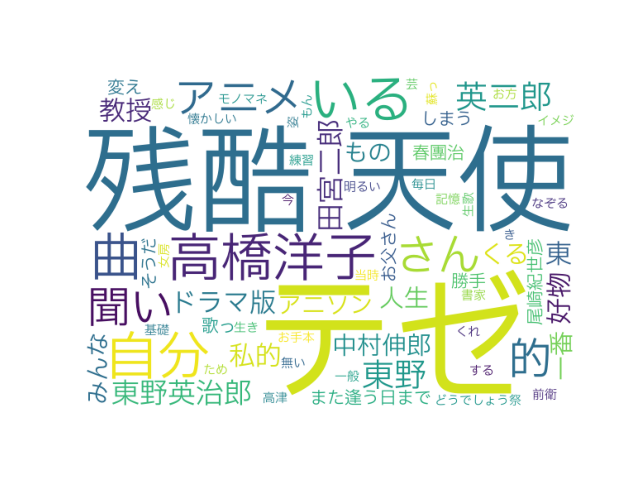 変え
感じ
モノマネ
アニメ
いる
芸
英二郎
蘇っ
お方
教授
懐かしい
姿
もん
やる
しまう
イメジ
残酷
天使
田宮二郎
もの
春團治
練習
明るい
毎日
記憶
生歌
なぞる
今
曲
そうだ
女房
高橋洋子
お父さん
さん
くる
き
東
尾崎紀世彦
好物
聞い
ドラマ版
アニソン
当時
人生
勝手
書家
テーゼ
みんな
基礎
歌っ
生き
お手本
自分
ため
私的
無い
中村伸郎
くれ
的
一番
東野英治郎
高津
一般
東野
する
前衛
また逢う日まで
どうでしょう祭